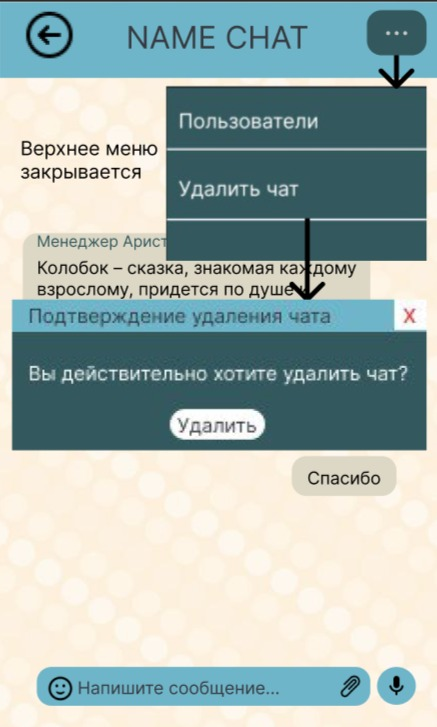 NAME CHAT
...
Пользователи
Верхнее меню
закрывается
Удалить чат
Менеджер Арист
Колобок – сказка, знакомая каждому
взрослому, придется по душе и
Подтверждение удаления чата X
Вы действительно хотите удалить чат?
Удалить
Спасибо
Напишите сообщение...